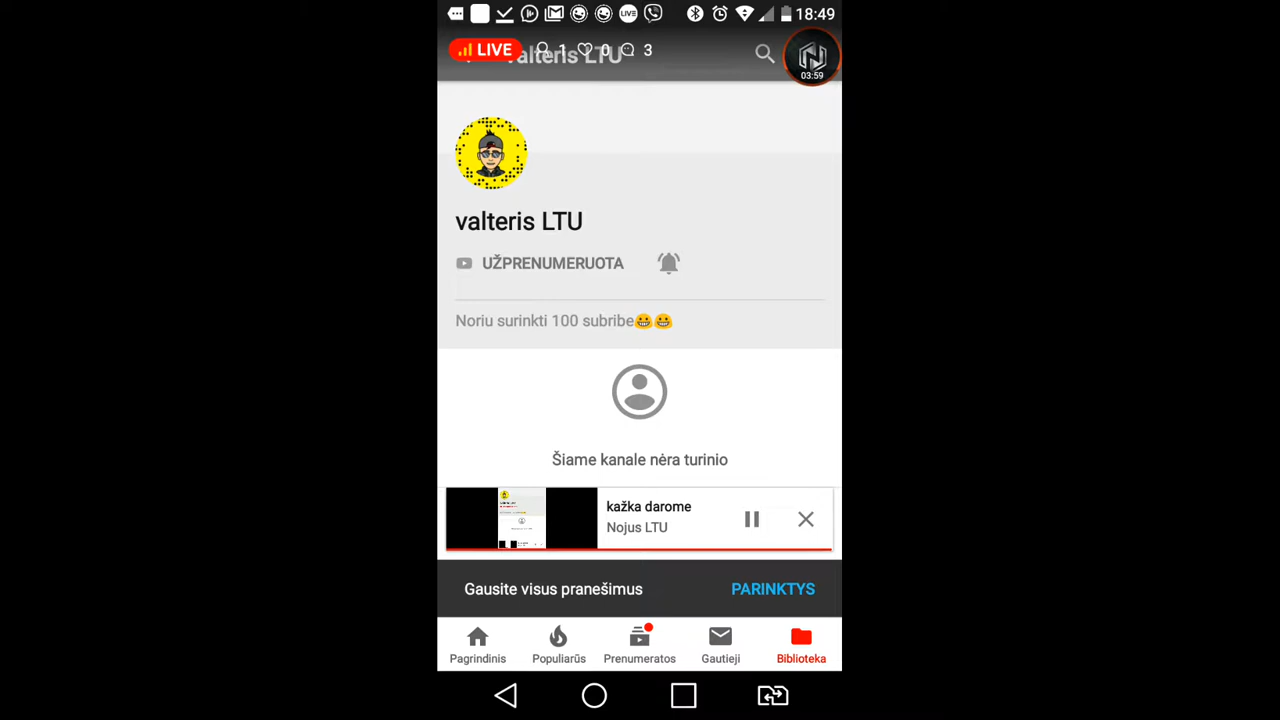 LIVE
18:49
LIVE 1 0 3
valteris LTU
03:59
valteris LTU
UŽPRENUMERUOTA
Noriu surinkti 100 subribe😬😬
Šiame kanale nėra turinio
kažka darome
Nojus LTU
Gausite visus pranešimus PARINKTYS
Pagrindinis Populiarūs Prenumeratos Gautieji Biblioteka